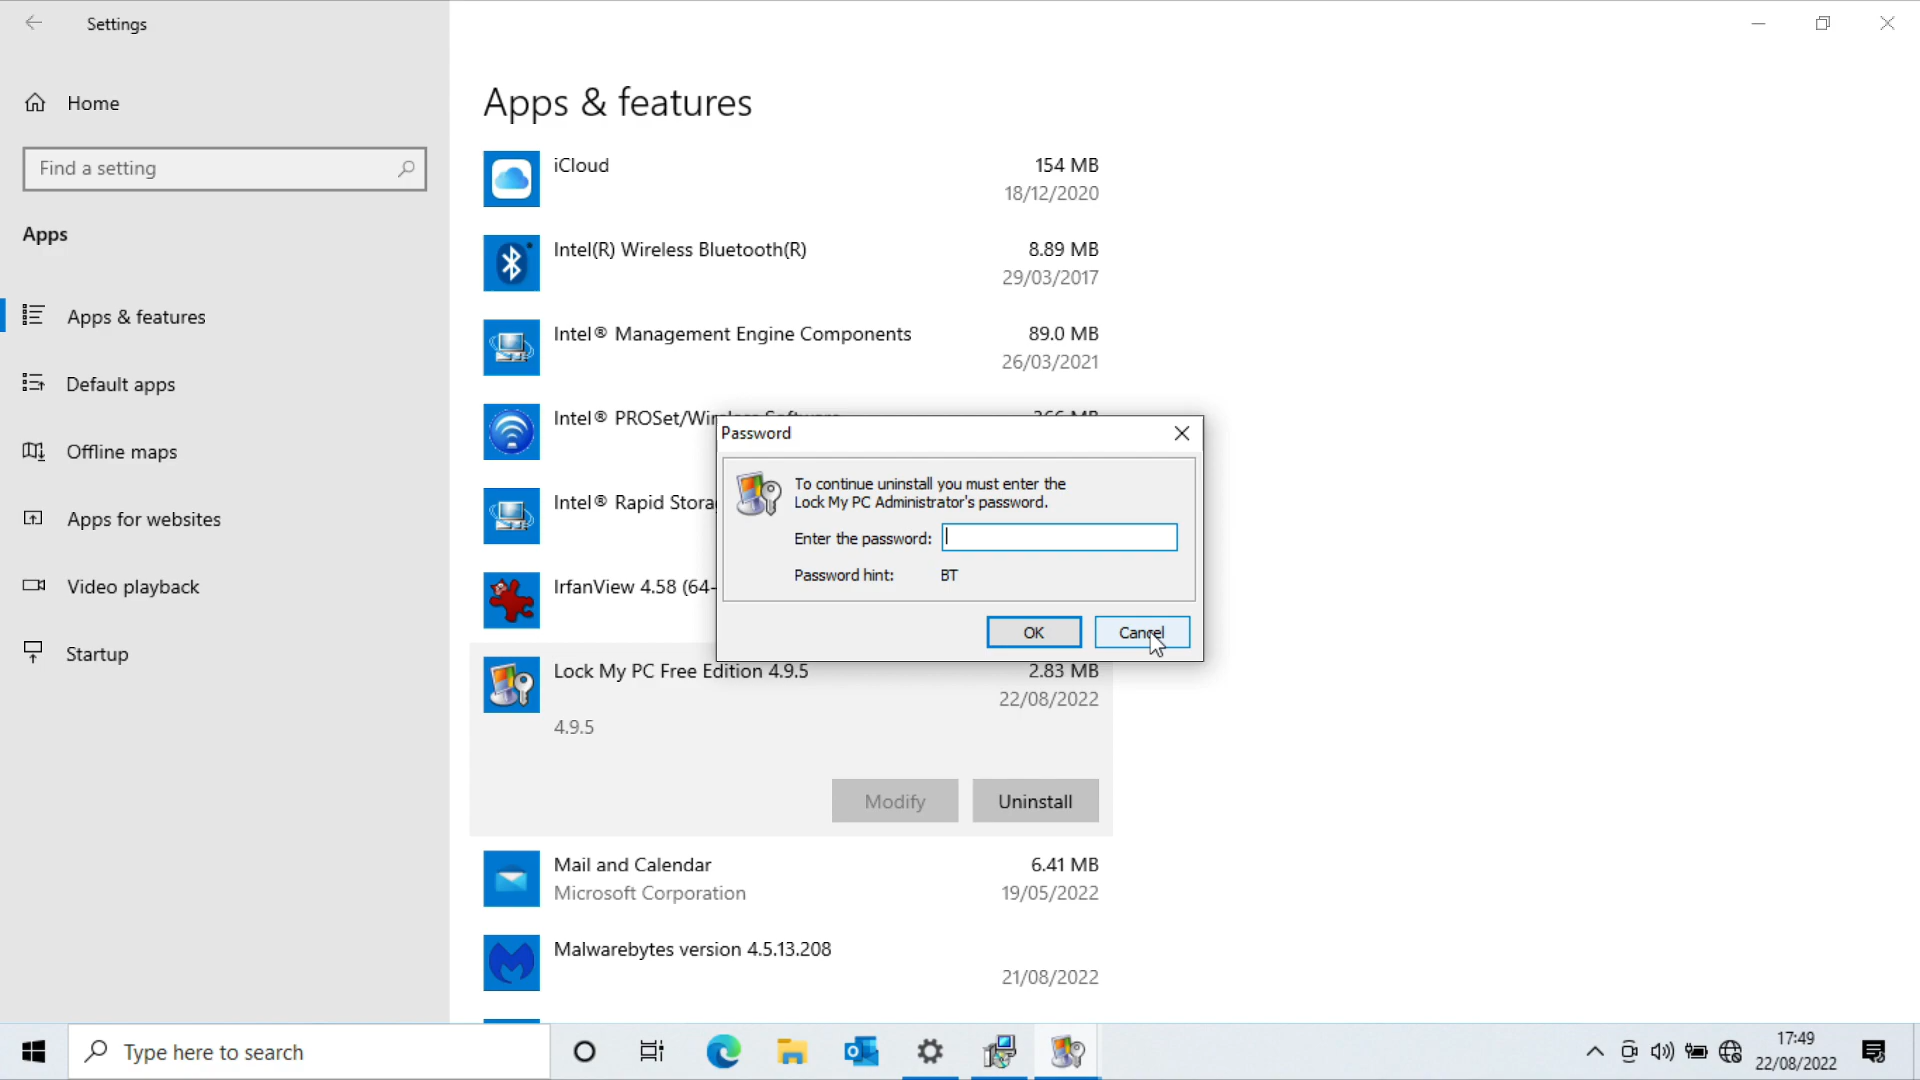 Settings
Home
Find a setting
Apps
Apps & features
Default apps
Offline maps
Apps for websites
Video playback
Startup
Apps & features
iCloud 154 MB
18/12/2020
Intel(R) Wireless Bluetooth(R) 8.89 MB
29/03/2017
Intel® Management Engine Components 89.0 MB
26/03/2021
Intel® PROSet/Wireless Software 366 MB
Intel® Rapid Stora
IrfanView 4.58 (64-
Password
To continue uninstall you must enter the
Lock My PC Administrator's password.
Enter the password:
Password hint: BT
OK Cancel
Lock My PC Free Edition 4.9.5 2.83 MB
22/08/2022
4.9.5
Modify Uninstall
Mail and Calendar 6.41 MB
Microsoft Corporation 19/05/2022
Malwarebytes version 4.5.13.208
21/08/2022
Type here to search
17:49
22/08/2022